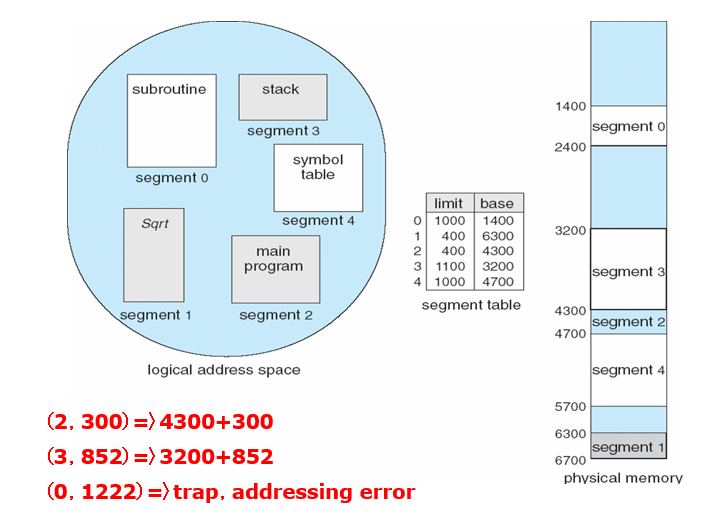 subroutine
segment 0
stack
segment 3
symbol
table
segment 4
Sqrt
segment 1
main
program
segment 2
logical address space
limit base
0 1000 1400
1 400 6300
2 400 4300
3 1100 3200
4 1000 4700
segment table
1400
segment 0
2400
3200
segment 3
4300
segment 2
4700
segment 4
5700
6300
segment 1
6700
physical memory
(2, 300) =〉4300+300
(3, 852) =〉3200+852
(0, 1222) =〉trap, addressing error